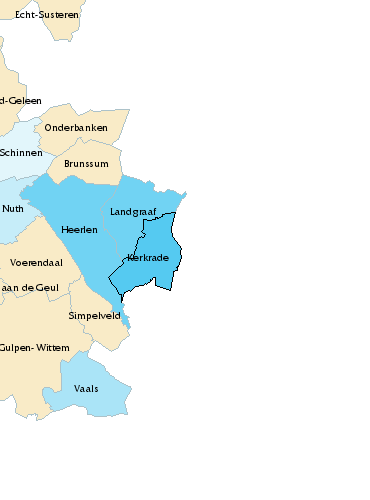 Echt-Susteren
d-Geleen
Onderbanken
Schinnen
Brunssum
Nuth
Landgraaf
Heerlen
Kerkrade
Voerendaal
aan de Geul
Simpelveld
Gulpen- Wittem
Vaals